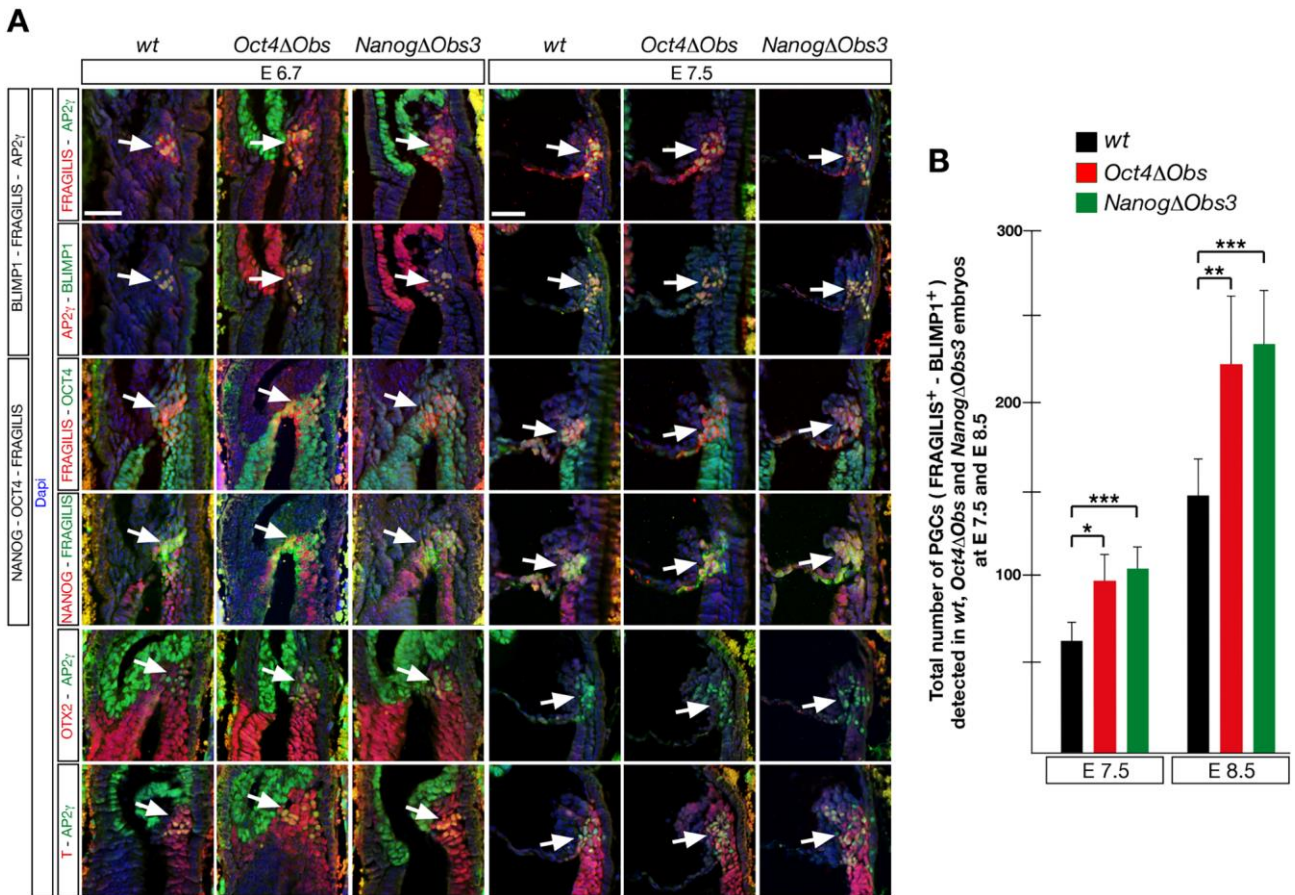 A
wt
Oct4ΔObs
NanogΔObs3
wt
Oct4ΔObs
NanogΔObs3
E 6.7
E 7.5
BLIMP1 - FRAGILIS - AP2γ
NANOG - OCT4 - FRAGILIS
Dapi
FRAGILIS - AP2γ
AP2γ - BLIMP1
FRAGILIS - OCT4
NANOG - FRAGILIS
OTX2 - AP2γ
T - AP2γ
B
wt
Oct4ΔObs
NanogΔObs3
Total number of PGCs ( FRAGILIS⁺ - BLIMP1⁺ )
detected in wt, Oct4ΔObs and NanogΔObs3 embryos
at E 7.5 and E 8.5
300
200
100
*
***
**
***
E 7.5
E 8.5